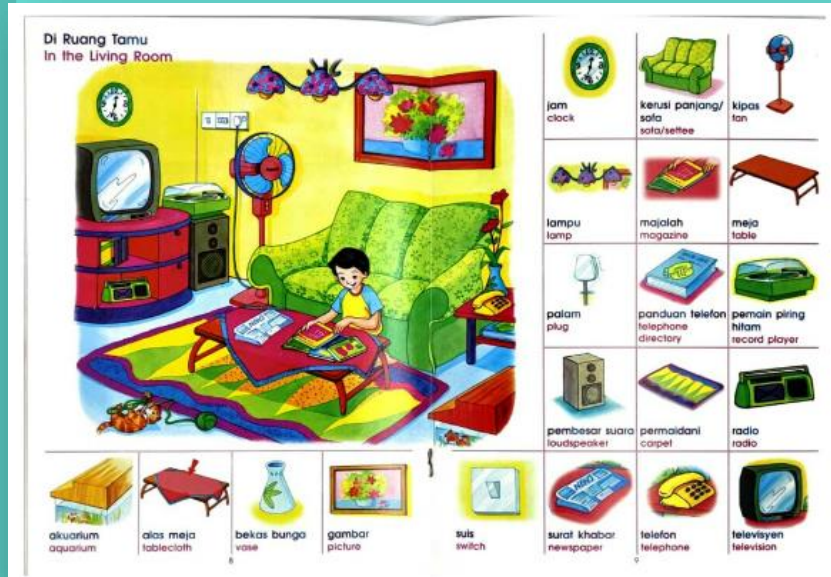 Di Ruang Tamu
In the Living Room
jam
clock
kerusi panjang/
sofa
sofa/settee
kipas
fan
lampu
lamp
majalah
magazine
meja
table
palam
plug
panduan telefon
telephone
directory
pemain piring
hitam
record player
pembesar suara
loudspeaker
permaidani
carpet
radio
radio
akuarium
aquarium
alas meja
tablecloth
bekas bunga
vase
gambar
picture
suis
switch
surat khabar
newspaper
telefon
telephone
televisyen
television
8
9